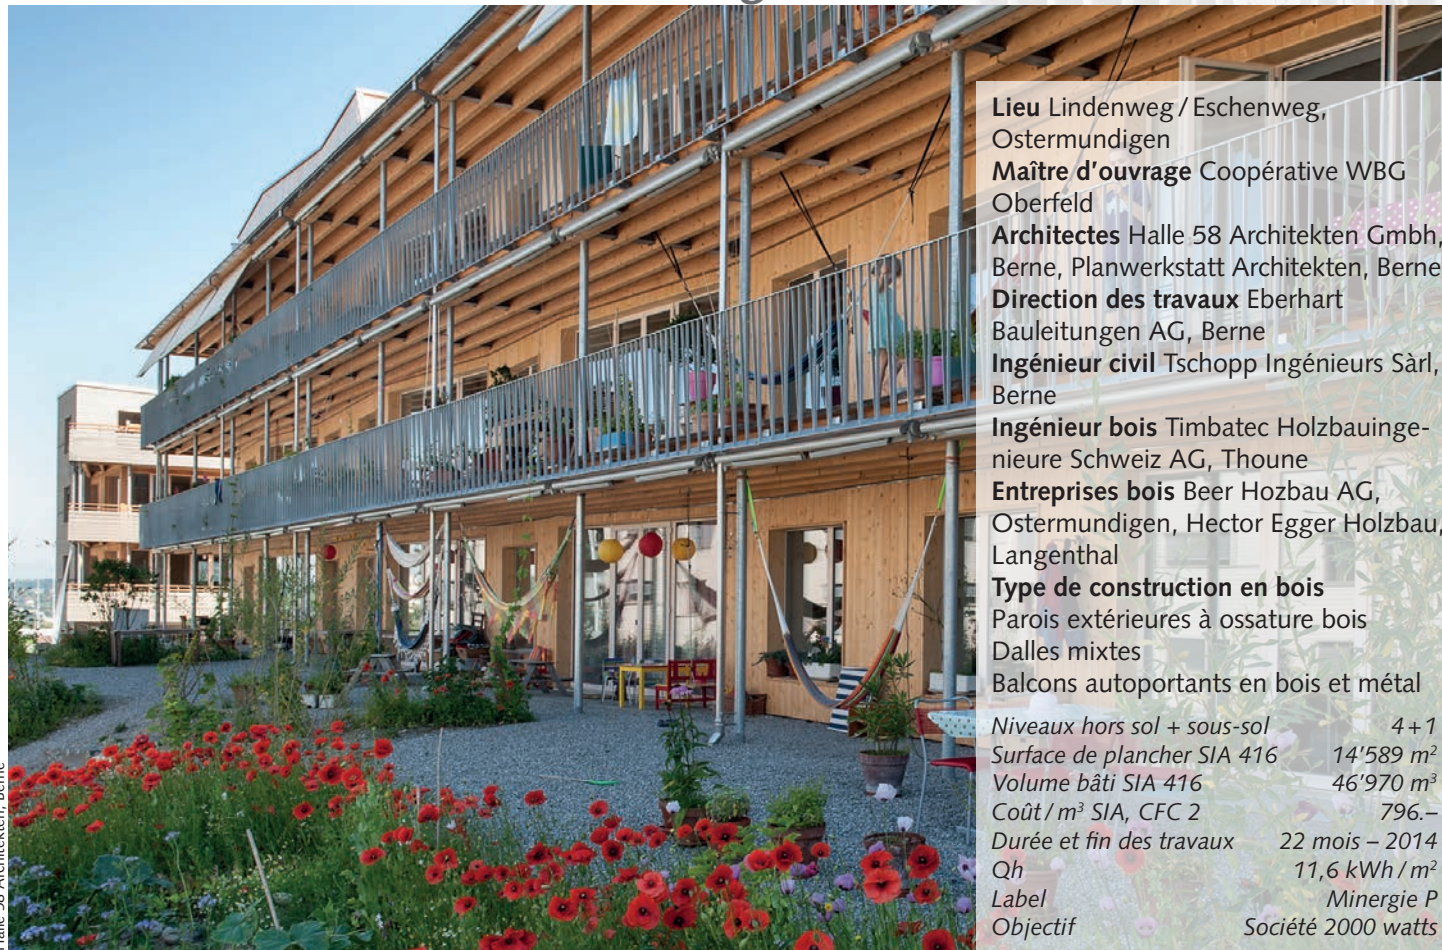 Lieu Lindenweg / Eschenweg,
Ostermundigen
Maître d'ouvrage Coopérative WBG
Oberfeld
Architectes Halle 58 Architekten Gmbh,
Berne, Planwerkstatt Architekten, Berne
Direction des travaux Eberhart
Bauleitungen AG, Berne
Ingénieur civil Tschopp Ingénieurs Sàrl,
Berne
Ingénieur bois Timbatec Holzbauinge-
nieure Schweiz AG, Thoune
Entreprises bois Beer Hozbau AG,
Ostermundigen, Hector Egger Holzbau,
Langenthal
Type de construction en bois
Parois extérieures à ossature bois
Dalles mixtes
Balcons autoportants en bois et métal
Niveaux hors sol + sous-sol 4 + 1
Surface de plancher SIA 416 14'589 m²
Volume bâti SIA 416 46'970 m³
Coût / m³ SIA, CFC 2 796.–
Durée et fin des travaux 22 mois – 2014
Qh 11,6 kWh / m²
Label Minergie P
Objectif Société 2000 watts
Halle 58 Architekten, Berne